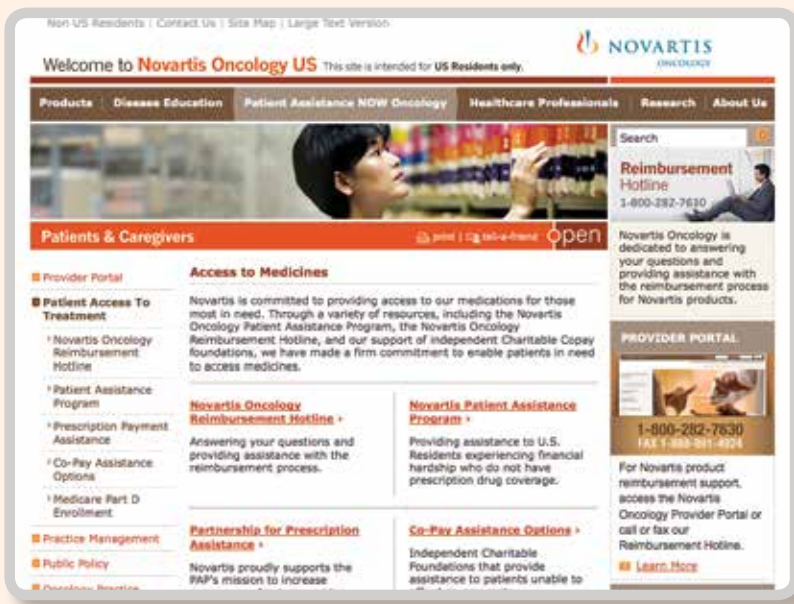 Non-US Residents | Contact Us | Site Map | Large Text Version
NOVARTIS
ONCOLOGY
Welcome to Novartis Oncology US This site is intended for US Residents only.
Products Disease Education Patient Assistance NOW Oncology Healthcare Professionals Research About Us
Search
Reimbursement
Hotline
1-800-282-7630
Patients & Caregivers
print | tell-a-friend open
Novartis Oncology is
dedicated to answering
your questions and
providing assistance with
the reimbursement process
for Novartis products.
Provider Portal
Patient Access To
Treatment
Novartis Oncology
Reimbursement
Hotline
Patient Assistance
Program
Prescription Payment
Assistance
Co-Pay Assistance
Options
Medicare Part D
Enrollment
Practice Management
Public Policy
Oncology Practice
Access to Medicines
Novartis is committed to providing access to our medications for those
most in need. Through a variety of resources, including the Novartis
Oncology Patient Assistance Program, the Novartis Oncology
Reimbursement Hotline, and our support of independent Charitable Copay
foundations, we have made a firm commitment to enable patients in need
to access medicines.
Novartis Oncology
Reimbursement Hotline ›
Answering your questions and
providing assistance with the
reimbursement process.
Novartis Patient Assistance
Program ›
Providing assistance to U.S.
Residents experiencing financial
hardship who do not have
prescription drug coverage.
Partnership for Prescription
Assistance ›
Novartis proudly supports the
PAP's mission to increase
Co-Pay Assistance Options ›
Independent Charitable
Foundations that provide
assistance to patients unable to
PROVIDER PORTAL
1-800-282-7630
FAX
For Novartis product
reimbursement support,
access the Novartis
Oncology Provider Portal or
call or fax our
Reimbursement Hotline.
Learn More